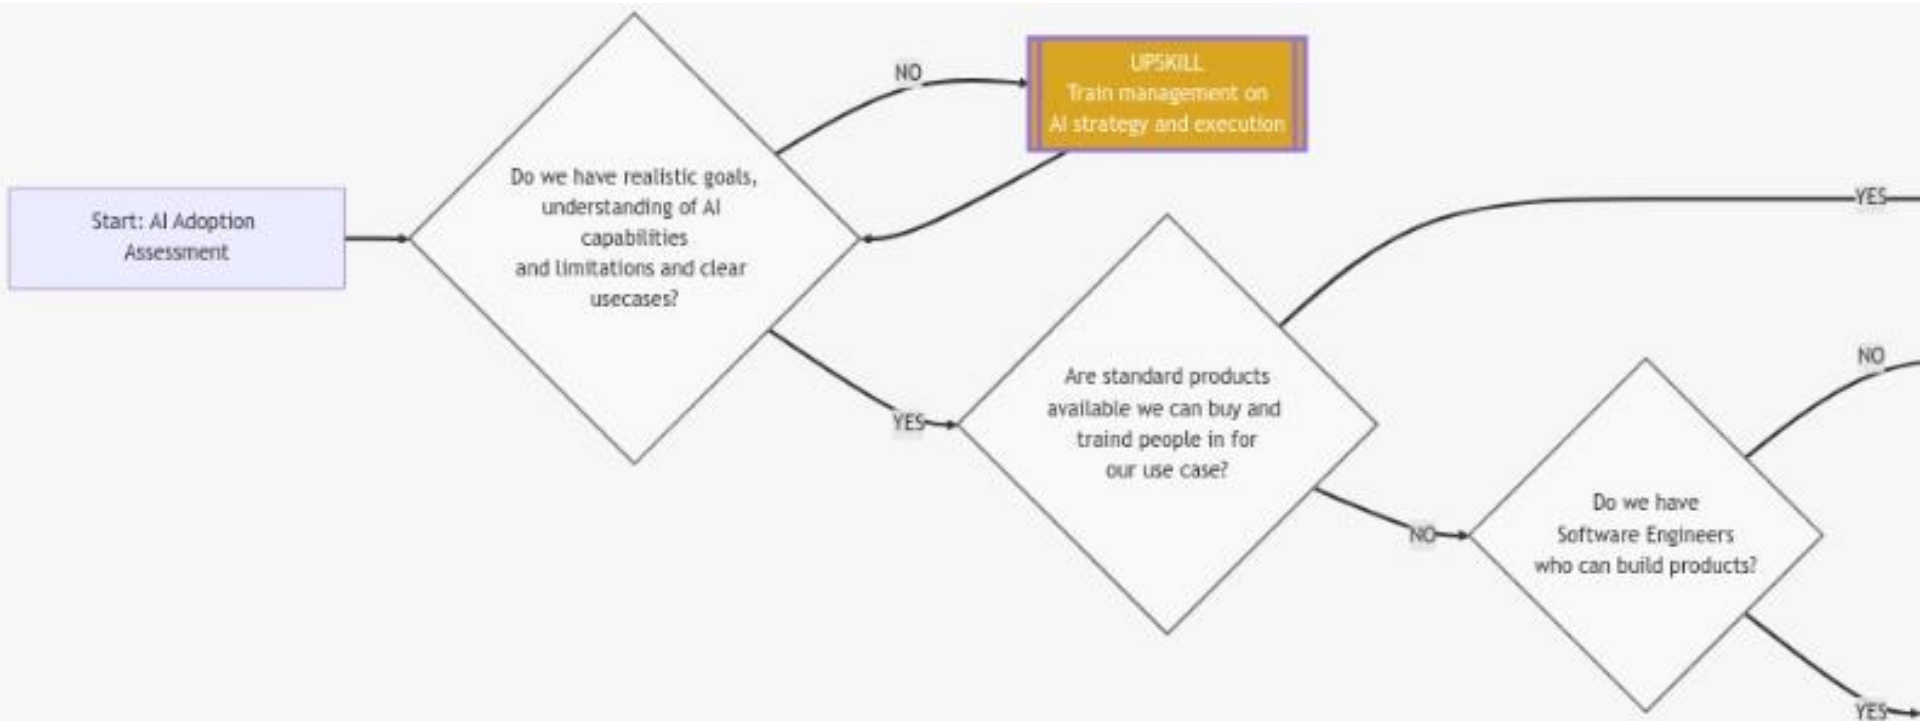 Start: AI Adoption
Assessment
Do we have realistic goals,
understanding of AI
capabilities
and limitations and clear
usecases?
NO
UPSKILL
Train management on
AI strategy and execution
YES
Are standard products
available we can buy and
traind people in for
our use case?
YES
NO
Do we have
Software Engineers
who can build products?
NO
YES